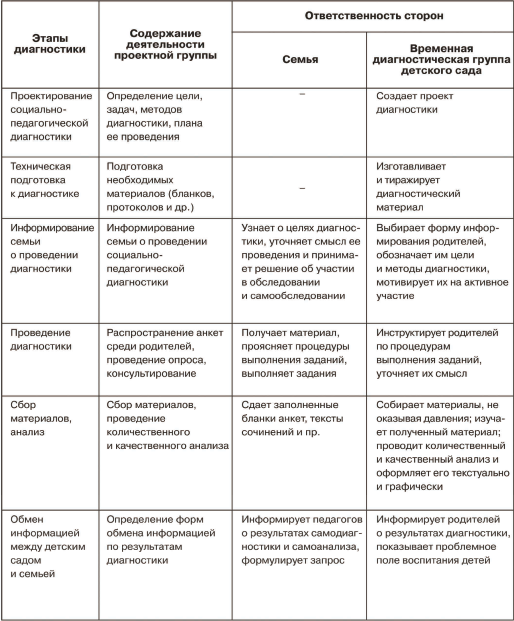 Этапы
диагностики
Содержание
деятельности
проектной группы
Ответственность сторон
Семья
Временная
диагностическая группа
детского сада
Проектирование
социально-
педагогической
диагностики
Определение цели,
задач, методов
диагностики, плана
ее проведения
–
Создает проект
диагностики
Техническая
подготовка
к диагностике
Подготовка
необходимых
материалов (бланков,
протоколов и др.)
–
Изготавливает
и тиражирует
диагностический
материал
Информирование
семьи
о проведении
диагностики
Информирование
семьи о проведении
социально-
педагогической
диагностики
Узнает о целях диагнос-
тики, уточняет смысл ее
проведения и принима-
ет решение об участии
в обследовании
и самообследовании
Выбирает форму инфор-
мирования родителей,
обозначает им цели
и методы диагностики,
мотивирует их на активное
участие
Проведение
диагностики
Распространение анкет
среди родителей,
проведение опроса,
консультирование
Получает материал,
проясняет процедуры
выполнения заданий,
выполняет задания
Инструктирует родителей
по процедурам
выполнения заданий,
уточняет их смысл
Сбор
материалов,
анализ
Сбор материалов,
проведение
количественного
и качественного анализа
Сдает заполненные
бланки анкет, тексты
сочинений и пр.
Собирает материалы, не
оказывая давления; изуча-
ет полученный материал;
проводит количественный
и качественный анализ и
оформляет его текстуально
и графически
Обмен
информацией
между детским
садом
и семьей
Определение форм
обмена информацией
по результатам
диагностики
Информирует педагогов
о результатах самодиаг-
ностики и самоанализа,
формулирует запрос
Информирует родителей
о результатах диагностики,
показывает проблемное
поле воспитания детей